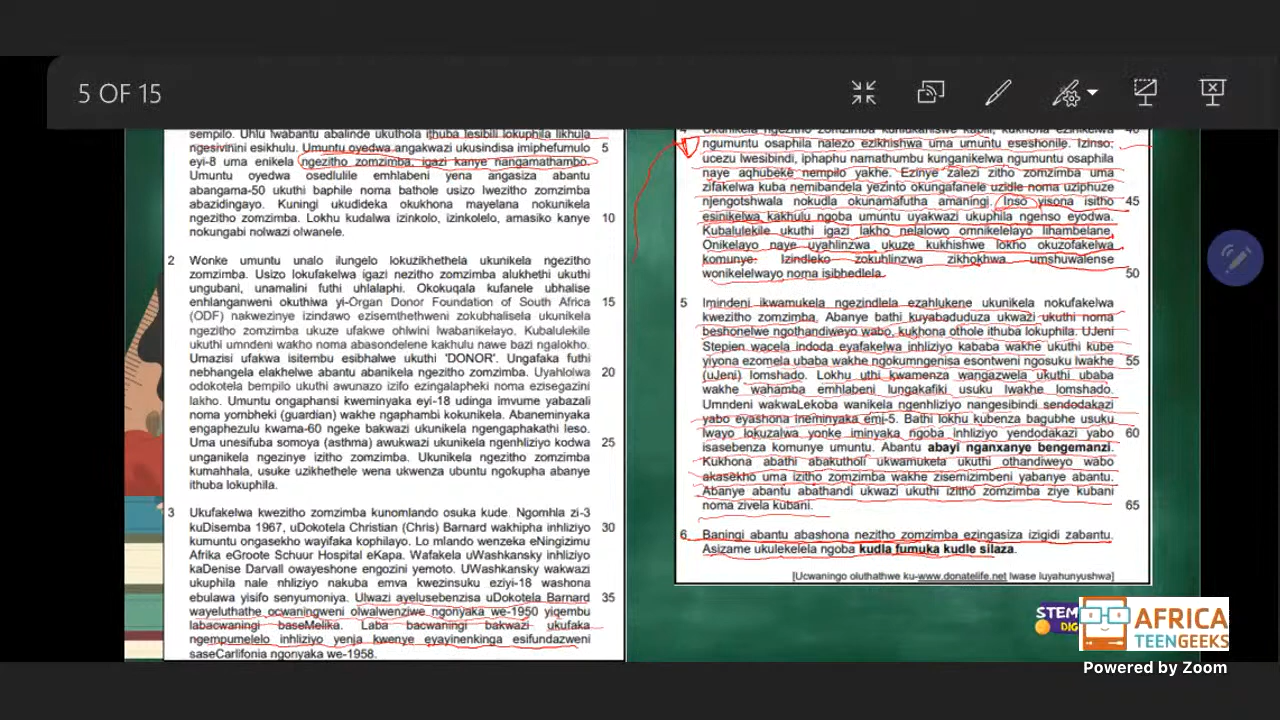 5 OF 15
sempilo. Uhlu lwabantu abalinde ukuthola ithuba lesibili lokuphila likhula
ngesivinini esikhulu. Umuntu oyedwa angakwazi ukusindisa imiphefumulo 5
eyi-8 uma enikela ngezitho zomzimba, igazi kanye nangamathambo.
Umuntu oyedwa osedlulile emhlabeni yena angasiza abantu
abangama-50 ukuthi baphile noma bathole usizo lwezitho zomzimba
abazidingayo. Kuningi ukudideka okukhona mayelana nokunikela
ngezitho zomzimba. Lokhu kudalwa izinkolo, izinkolelo, amasiko kanye 10
nokungabi nolwazi olwanele.
2 Wonke umuntu unalo ilungelo lokuzikhethela ukunikela ngezitho
zomzimba. Usizo lokufakelwa igazi nezitho zomzimba alukhethi ukuthi
ungubani, unamalini futhi uhlalaphi. Okokuqala kufanele ubhalise
enhlanganweni okuthiwa yi-Organ Donor Foundation of South Africa 15
(ODF) nakwezinye izindawo ezisemthethweni zokubhalisela ukunikela
ngezitho zomzimba ukuze ufakwe ohlwini lwabanikelayo. Kubalulekile
ukuthi umndeni wakho noma abasondelene kakhulu nawe bazi ngalokho.
Umazisi ufakwa isitembu esibhalwe ukuthi 'DONOR'. Ungafaka futhi
nebhangela elakhelwe abantu abanikela ngezitho zomzimba. Uyahlolwa 20
odokotela bempilo ukuthi awunazo izifo ezingalapheki noma ezisegazini
lakho. Umuntu ongaphansi kweminyaka eyi-18 udinga imvume yabazali
noma yombheki (guardian) wakhe ngaphambi kokunikela. Abaneminyaka
engaphezulu kwama-60 ngeke bakwazi ukunikela ngengaphakathi leso.
Uma unesifuba somoya (asthma) awukwazi ukunikela ngenhliziyo kodwa 25
unganikela ngezinye izitho zomzimba. Ukunikela ngezitho zomzimba
kumahhala, usuke uzikhethele wena ukwenza ubuntu ngokupha abanye
ithuba lokuphila.
3 Ukufakelwa kwezitho zomzimba kunomlando osuka kude. Ngomhla zi-3
kuDisemba 1967, uDokotela Christian (Chris) Barnard wakhipha inhliziyo 30
kumuntu ongasekho wayifaka kophilayo. Lo mlando wenzeka eNingizimu
Afrika eGroote Schuur Hospital eKapa. Wafakela uWashkansky inhliziyo
kaDenise Darvall owayeshone engozini yemoto. UWashkansky wakwazi
ukuphila nale nhliziyo nakuba emva kwezinsuku eziyi-18 washona
ebulawa yisifo senyumoniya. Ulwazi ayelusebenzisa uDokotela Barnard 35
wayeluthathe ocwaningweni olwalwenziwe ngonyaka we-1950 yiqembu
labacwaningi baseMelika. Laba bacwaningi bakwazi ukufaka
ngempumelelo inhliziyo yenja kwenye eyayinenkinga esifundazweni
saseCarlifonia ngonyaka we-1958.
4 Ukunikela ngezitho zomzimba kuhlukaniswe kabili, kukhona ezinikelwa 40
ngumuntu osaphila nalezo ezikhishwa uma umuntu eseshonile. Izinso,
ucezu lwesibindi, iphaphu namathumbu kunganikelwa ngumuntu osaphila
naye aqhubeke nempilo yakhe. Ezinye zalezi zitho zomzimba uma
zifakelwa kuba nemibandela yezinto okungafanele uzidle noma uziphuze
njengotshwala nokudla okunamafutha amaningi. Inso yisona isitho 45
esinikelwa kakhulu ngoba umuntu uyakwazi ukuphila ngenso eyodwa.
Kubalulekile ukuthi igazi lakho nelalowo omnikelelayo lihambelane.
Onikelayo naye uyahlinzwa ukuze kukhishwe lokho okuzofakelwa
komunye. Izindleko zokuhlinzwa zikhokhwa umshuwalense
wonikelelwayo noma isibhedlela. 50
5 Imindeni ikwamukela ngezindlela ezahlukene ukunikela nokufakelwa
kwezitho zomzimba. Abanye bathi kuyabaduduza ukwazi ukuthi noma
beshonelwe ngothandiweyo wabo, kukhona othole ithuba lokuphila. UJeni
Stepien wacela indoda eyafakelwa inhliziyo kababa wakhe ukuthi kube
yiyona ezomela ubaba wakhe ngokumngenisa esontweni ngosuku lwakhe 55
(uJeni) lomshado. Lokhu uthi kwamenza wangazwela ukuthi ubaba
wakhe wahamba emhlabeni lungakafiki usuku lwakhe lomshado.
Umndeni wakwaLekoba wanikela ngenhliziyo nangesibindi sendodakazi
yabo eyashona ineminyaka emi-5. Bathi lokhu kubenza bagubhe usuku
lwayo lokuzalwa yonke iminyaka ngoba inhliziyo yendodakazi yabo 60
isasebenza komunye umuntu. Abantu abayi nganxanye bengemanzi.
Kukhona abathi abakutholi ukwamukela ukuthi othandiweyo wabo
akasekho uma izitho zomzimba wakhe zisemizimbeni yabanye abantu.
Abanye abantu abathandi ukwazi ukuthi izitho zomzimba ziye kubani
noma zivela kubani. 65
6 Baningi abantu abashona nezitho zomzimba ezingasiza izigidi zabantu.
Asizame ukulekelela ngoba kudla fumuka kudle silaza.
[Ucwaningo oluthathwe ku-www.donatelife.net lwase luyahunyushwa]
STEM
DIG
AFRICA
TEENGEEKS
Powered by Zoom